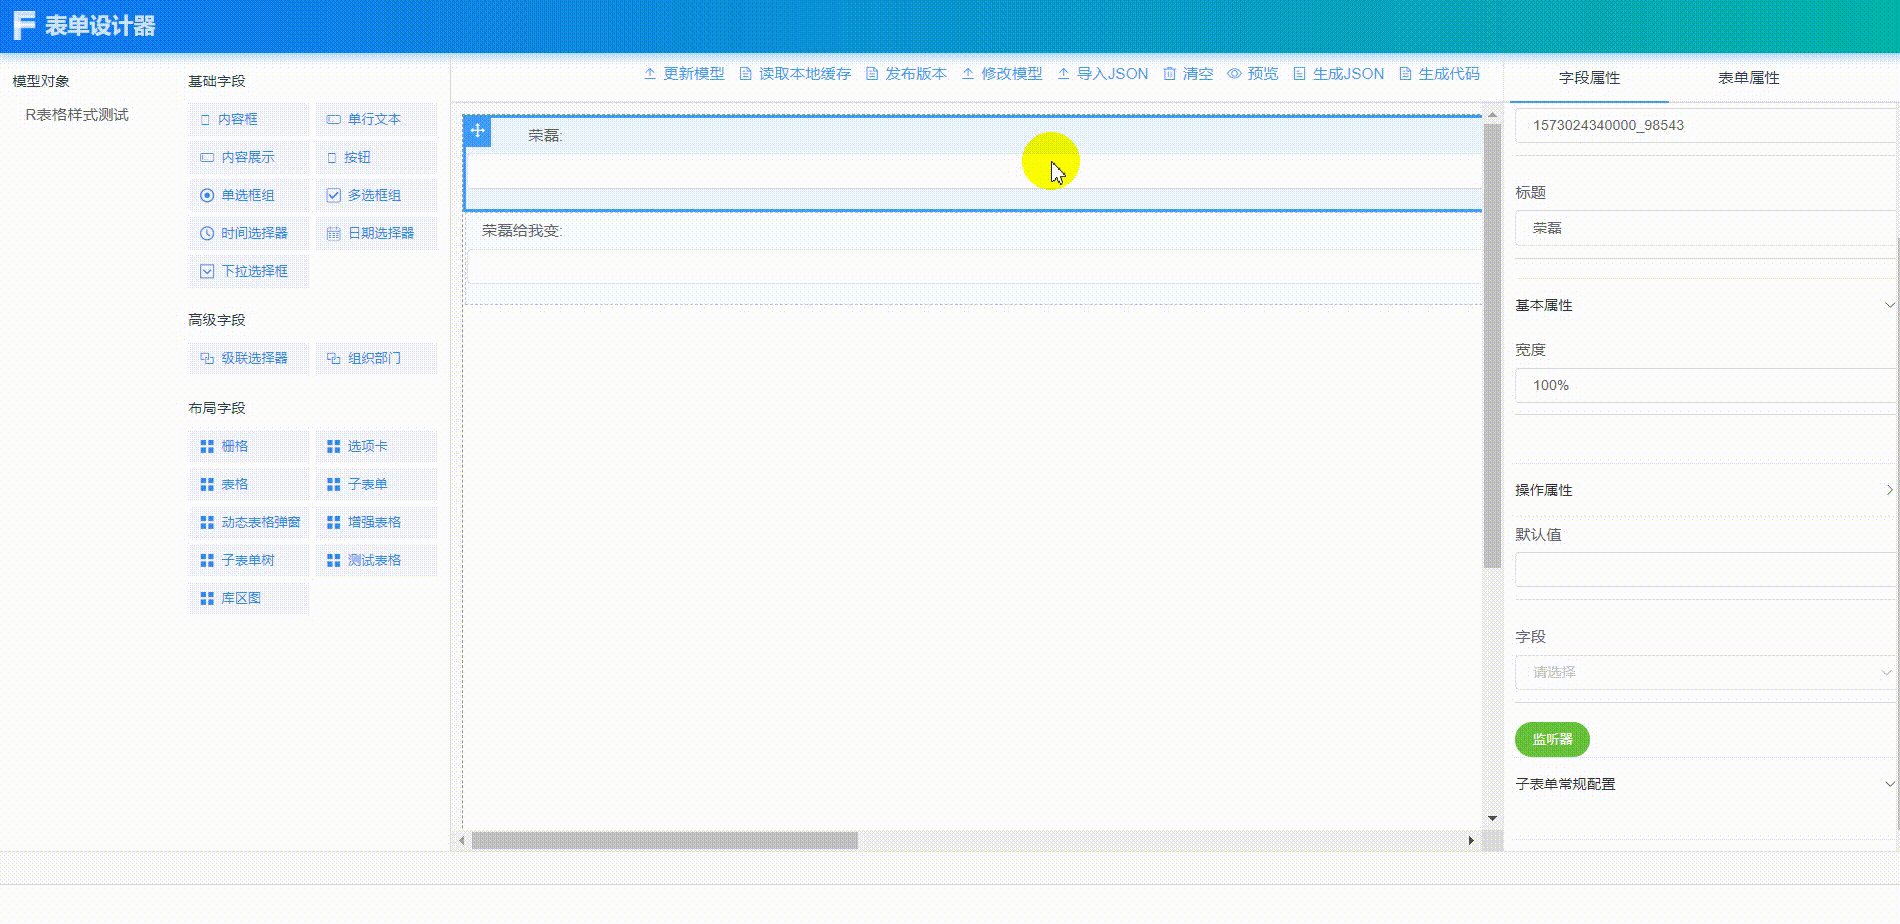 表单设计器
模型对象
R表格样式测试
基础字段
内容框 单行文本
内容展示 按钮
单选框组 多选框组
时间选择器 日期选择器
下拉选择框
高级字段
级联选择器 组织部门
布局字段
栅格 选项卡
表格 子表单
动态表格弹窗 增强表格
子表单树 测试表格
库区图
更新模型 读取本地缓存 发布版本 修改模型 导入JSON 清空 预览 生成JSON 生成代码
荣磊:
荣磊给我变:
字段属性 表单属性
1573024340000_98543
标题
荣磊
基本属性
宽度
100%
操作属性
默认值
字段
请选择
监听器
子表单常规配置